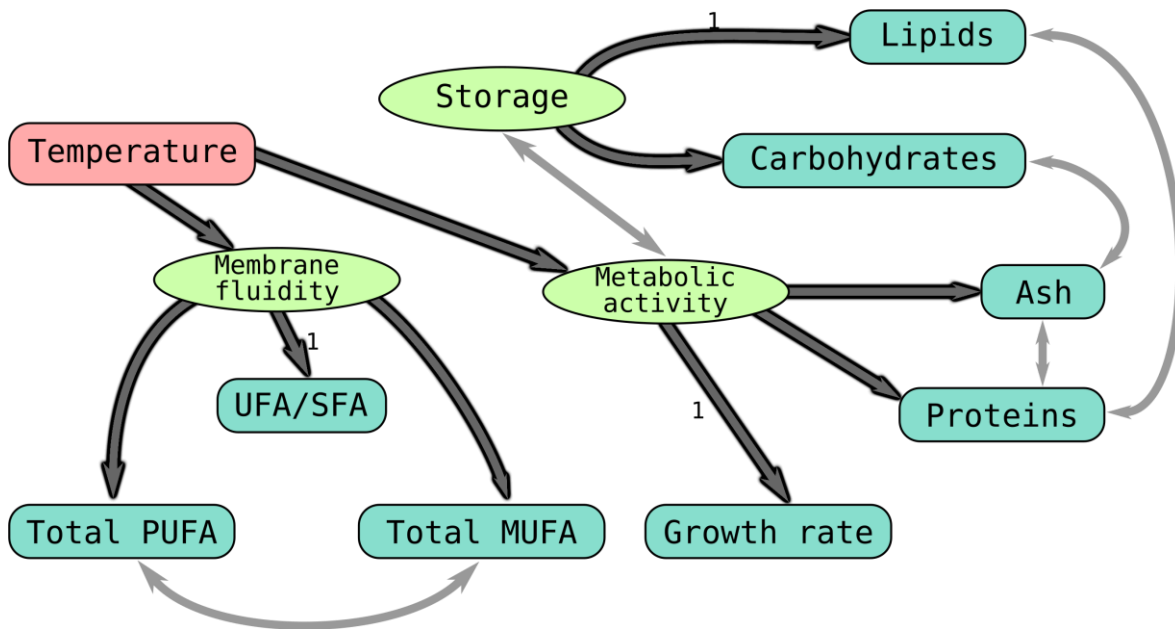 1
Lipids
Storage
Temperature
Carbohydrates
Membrane
fluidity
Metabolic
activity
Ash
1
UFA/SFA
1
Proteins
Total PUFA
Total MUFA
Growth rate